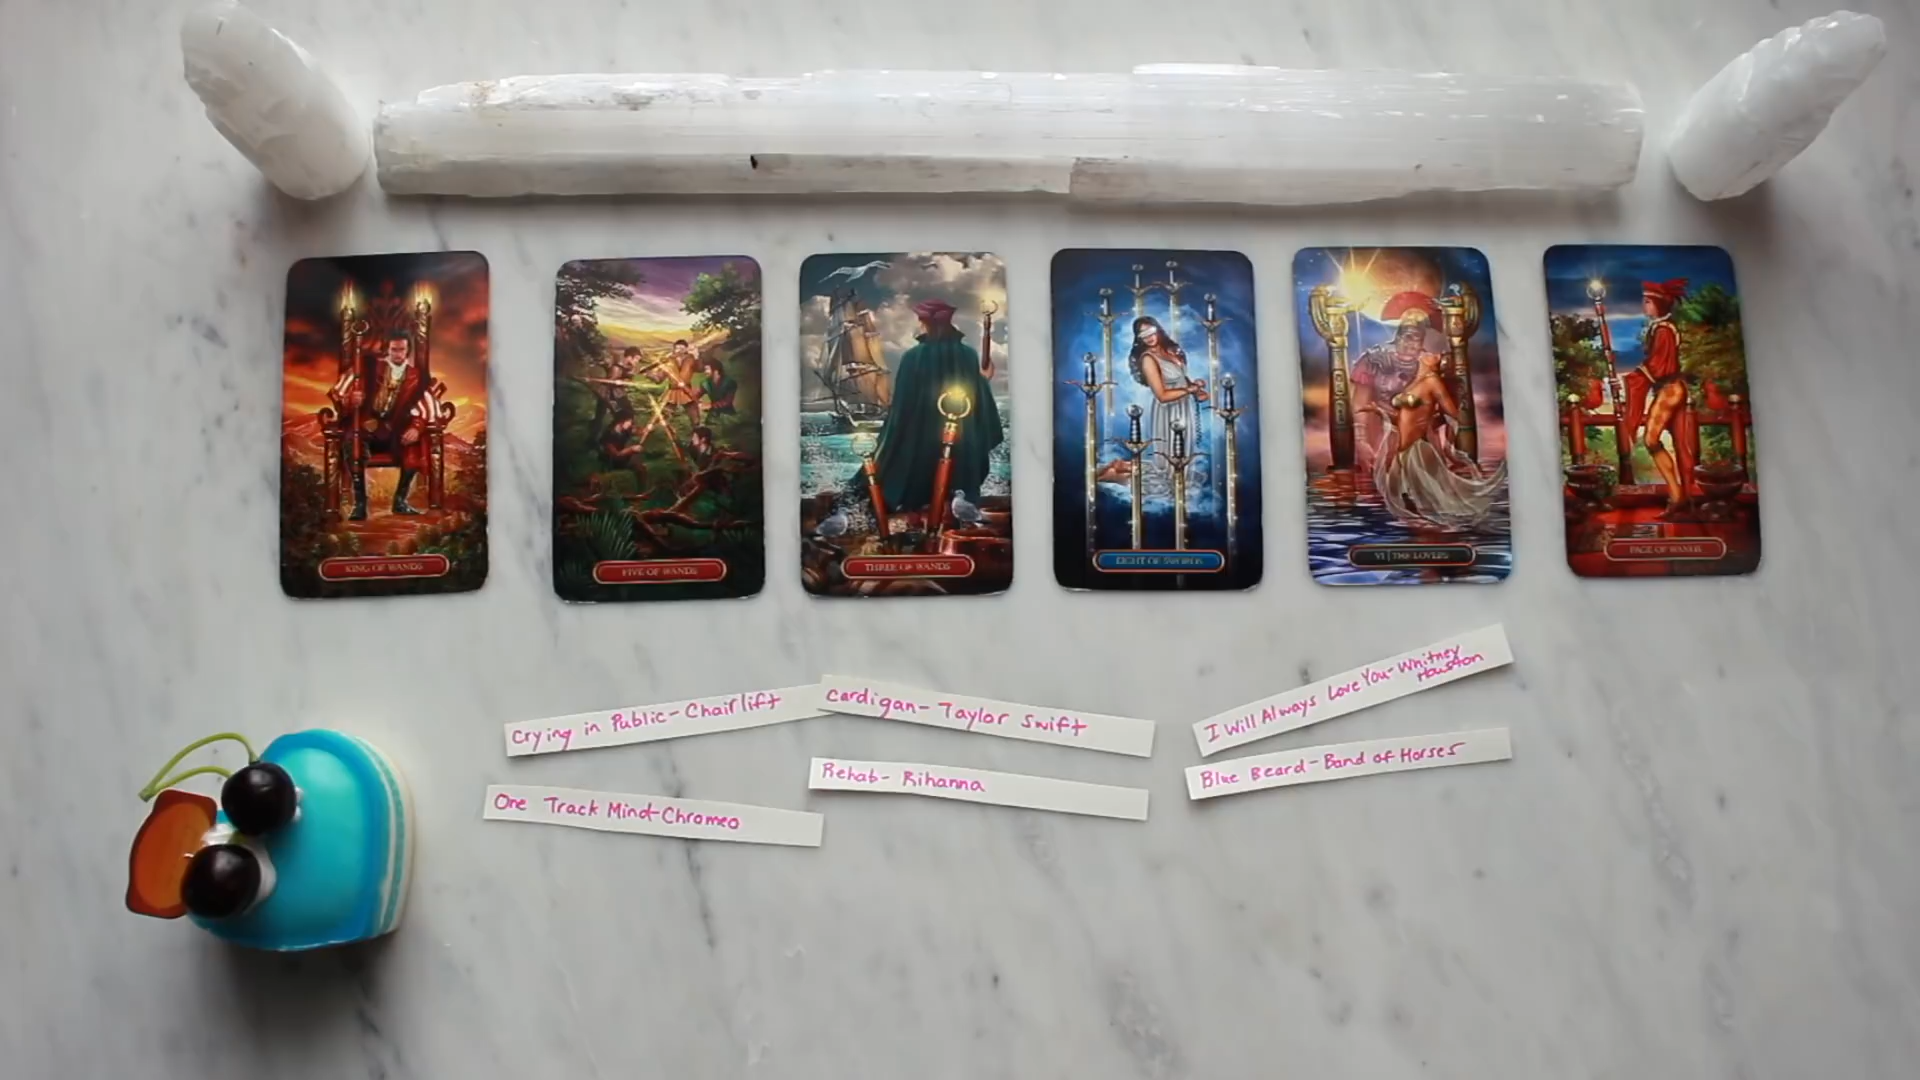 KING OF WANDS
FIVE OF WANDS
THREE OF WANDS
EIGHT OF SWORDS
VI | THE LOVERS
PAGE OF WANDS
Crying in Public-Chairlift
Cardigan-Taylor Swift
I Will Always Love You-Whitney
Houston
One Track Mind-Chromeo
Rehab-Rihanna
Blue Beard-Band of Horses